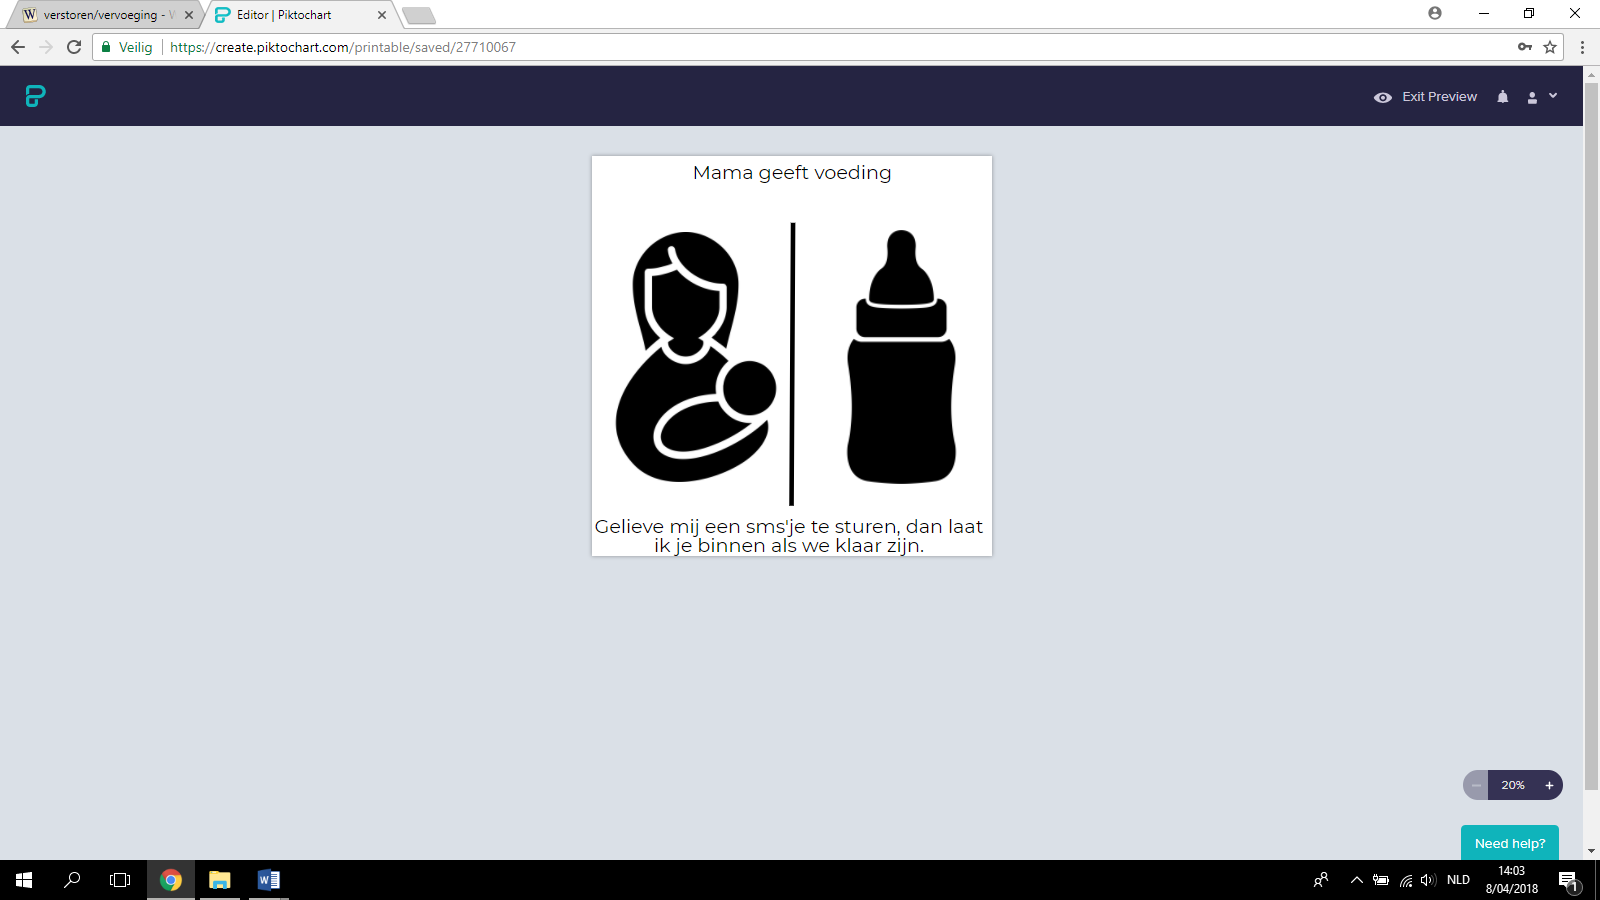 verstoren/vervoeging - W
Editor | Piktochart
Veilig
https://create.piktochart.com/printable/saved/27710067
Exit Preview
Mama geeft voeding
Gelieve mij een sms'je te sturen, dan laat
ik je binnen als we klaar zijn.
20%
Need help?
NLD
14:03
8/04/2018
1